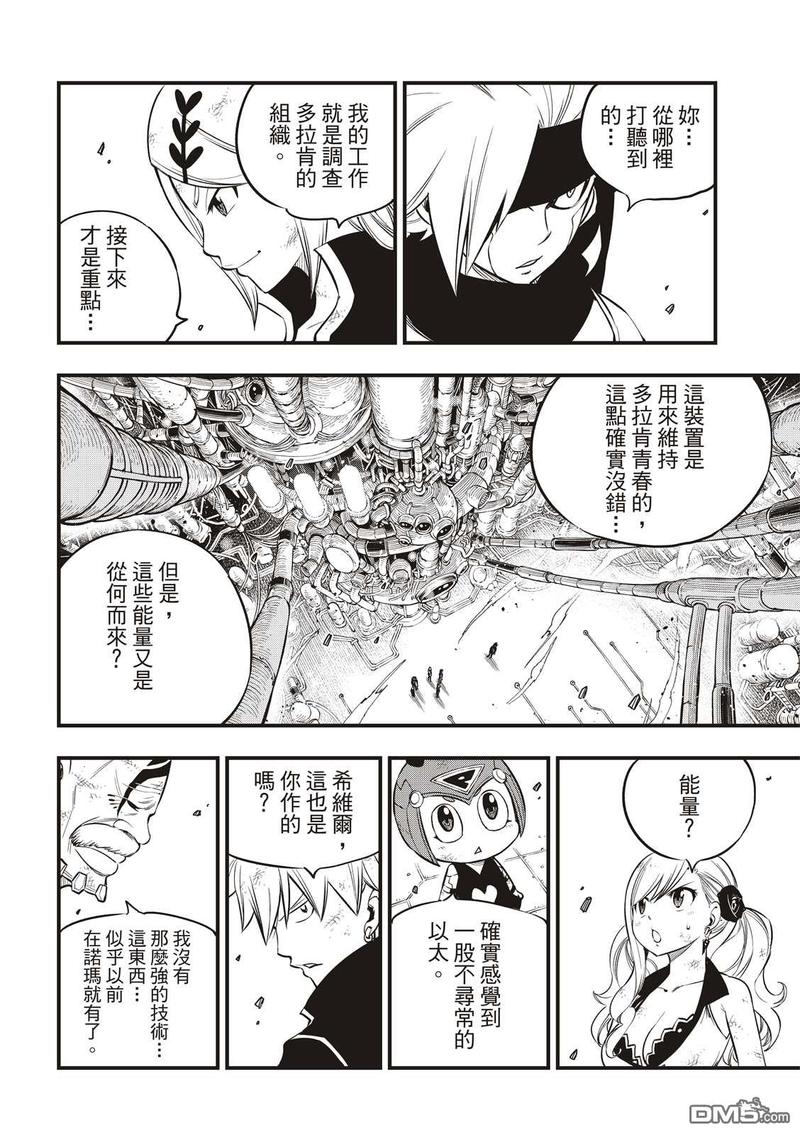 妳…
從哪裡
打聽到
的…
我的工作
就是調查
多拉肯的
組織。
接下來
才是重點…
這裝置是
用來維持
多拉肯青春的，
這點確實沒錯…
但是，
這些能量又是
從何而來？
能量？
確實感覺到
一股不尋常的
以太。
希維爾，
這也是
你作的
嗎？
我沒有
那麼強的技術…
這東西…
似乎以前
在諾瑪就有了。
DM5.com